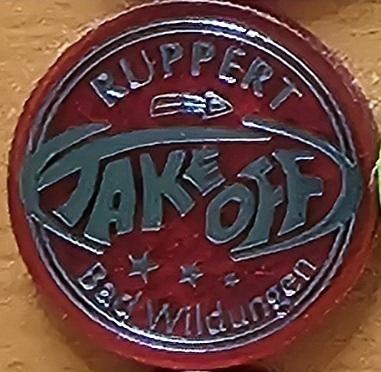 RUPPERT
TAKE OFF
Bad Wildungen